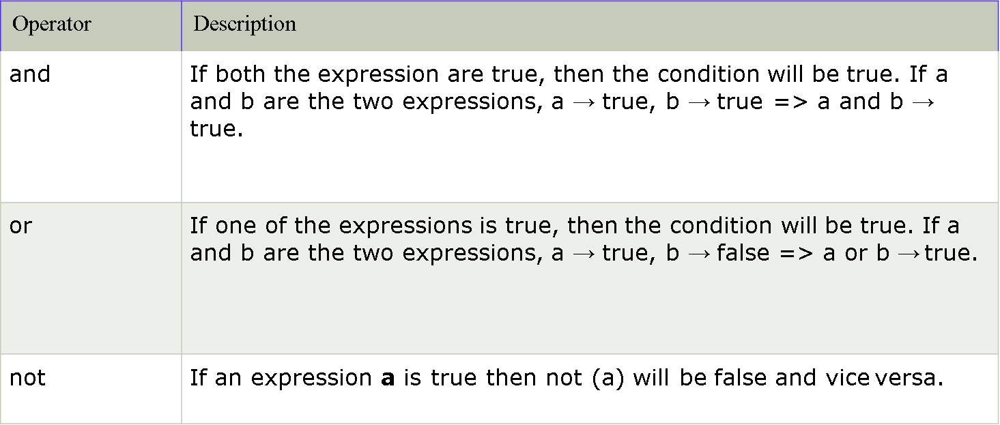 Operator Description
and If both the expression are true, then the condition will be true. If a
and b are the two expressions, a → true, b → true => a and b →
true.
or If one of the expressions is true, then the condition will be true. If a
and b are the two expressions, a → true, b → false => a or b → true.
not If an expression a is true then not (a) will be false and vice versa.